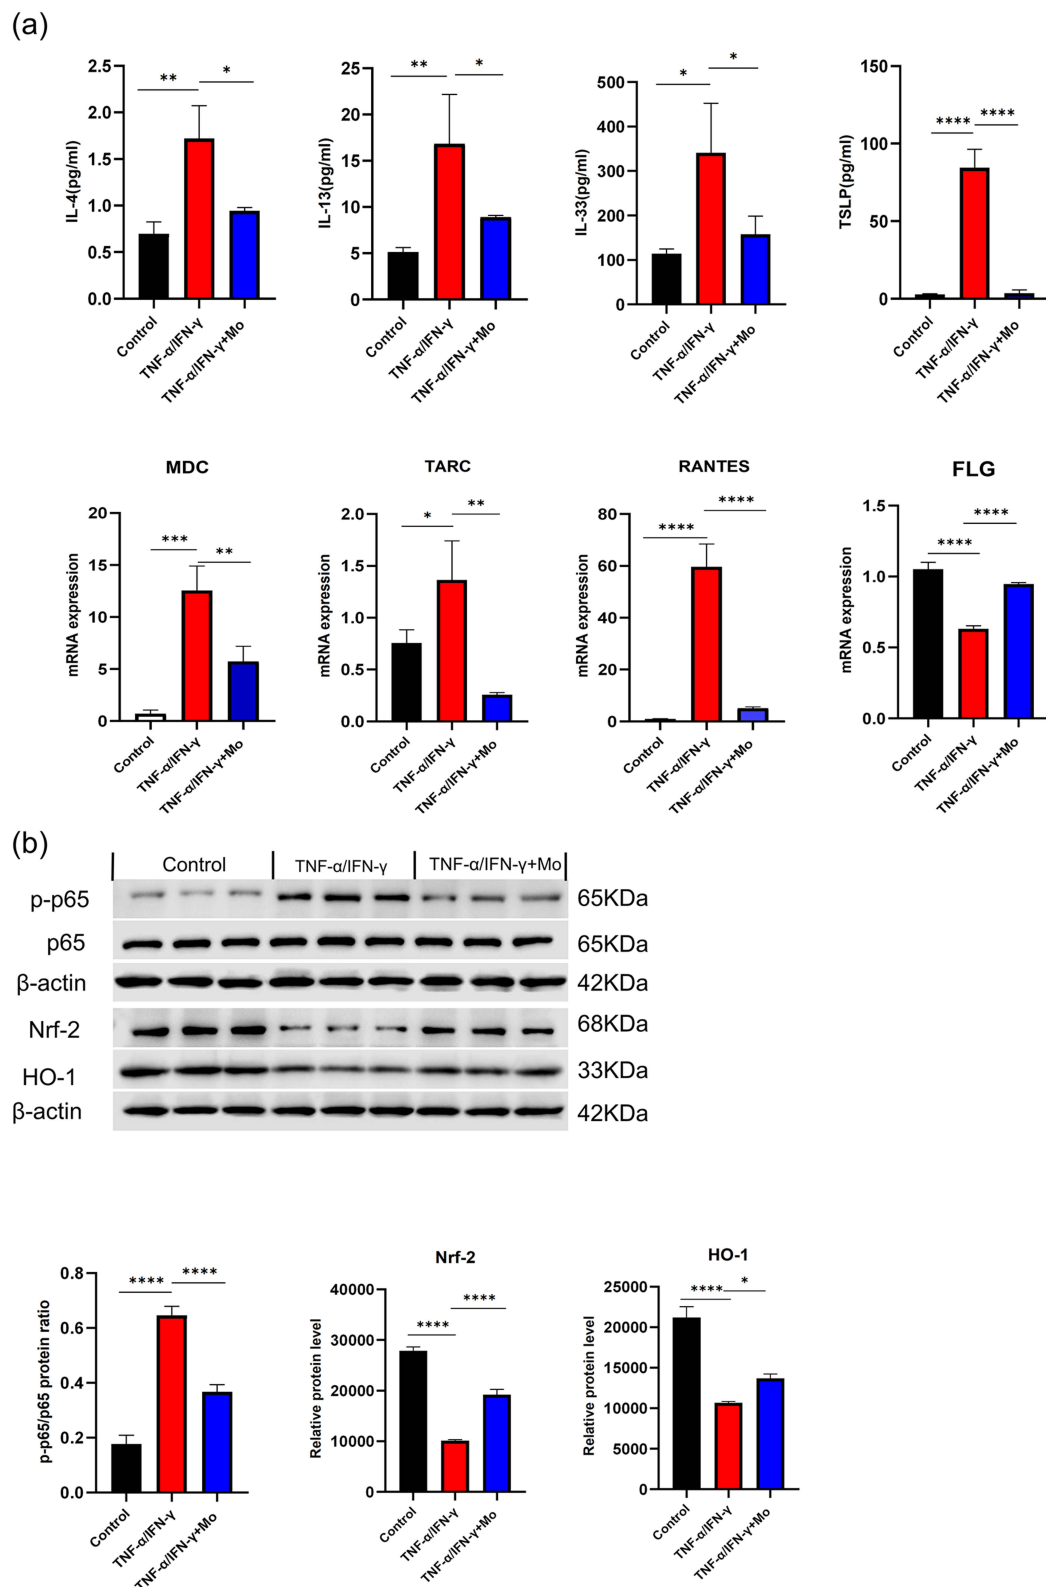 (a)
** *
2.5
2.0
1.5
1.0
0.5
0.0
IL-4(pg/ml)
Control
TNF-α/IFN-γ
TNF-α/IFN-γ+Mo
** *
25
20
15
10
5
0
IL-13(pg/ml)
Control
TNF-α/IFN-γ
TNF-α/IFN-γ+Mo
* *
500
400
300
200
100
0
IL-33(pg/ml)
Control
TNF-α/IFN-γ
TNF-α/IFN-γ+Mo
**** ****
150
100
50
0
TSLP(pg/ml)
Control
TNF-α/IFN-γ
TNF-α/IFN-γ+Mo
MDC
*** **
20
15
10
5
0
mRNA expression
Control
TNF-α/IFN-γ
TNF-α/IFN-γ+Mo
TARC
* **
2.0
1.5
1.0
0.5
0.0
mRNA expression
Control
TNF-α/IFN-γ
TNF-α/IFN-γ+Mo
RANTES
**** ****
80
60
40
20
0
mRNA expression
Control
TNF-α/IFN-γ
TNF-α/IFN-γ+Mo
FLG
**** ****
1.5
1.0
0.5
0.0
mRNA expression
Control
TNF-α/IFN-γ
TNF-α/IFN-γ+Mo
(b)
Control TNF-α/IFN-γ TNF-α/IFN-γ+Mo
p-p65 65KDa
p65 65KDa
β-actin 42KDa
Nrf-2 68KDa
HO-1 33KDa
β-actin 42KDa
**** ****
0.8
0.6
0.4
0.2
0.0
p-p65/p65 protein ratio
Control
TNF-α/IFN-γ
TNF-α/IFN-γ+Mo
Nrf-2
**** ****
40000
30000
20000
10000
0
Relative protein level
Control
TNF-α/IFN-γ
TNF-α/IFN-γ+Mo
HO-1
**** *
25000
20000
15000
10000
5000
0
Relative protein level
Control
TNF-α/IFN-γ
TNF-α/IFN-γ+Mo